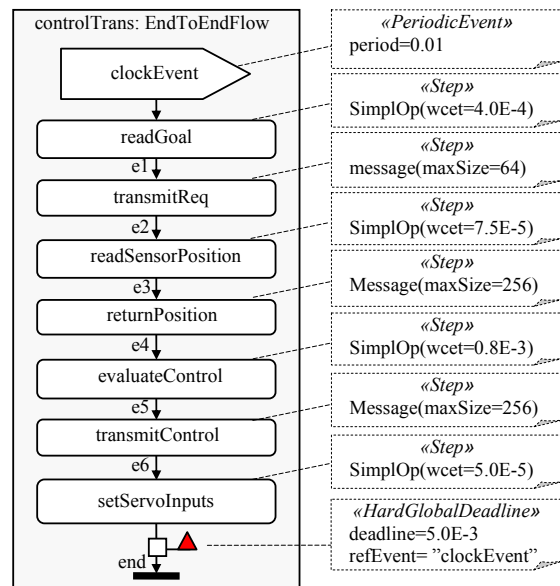 controlTrans: EndToEndFlow
clockEvent
readGoal
e1
transmitReq
e2
readSensorPosition
e3
returnPosition
e4
evaluateControl
e5
transmitControl
e6
setServoInputs
end
«PeriodicEvent»
period=0.01
«Step»
SimplOp(wcet=4.0E-4)
«Step»
message(maxSize=64)
«Step»
SimplOp(wcet=7.5E-5)
«Step»
Message(maxSize=256)
«Step»
SimplOp(wcet=0.8E-3)
«Step»
Message(maxSize=256)
«Step»
SimplOp(wcet=5.0E-5)
«HardGlobalDeadline»
deadline=5.0E-3
refEvent= ”clockEvent”